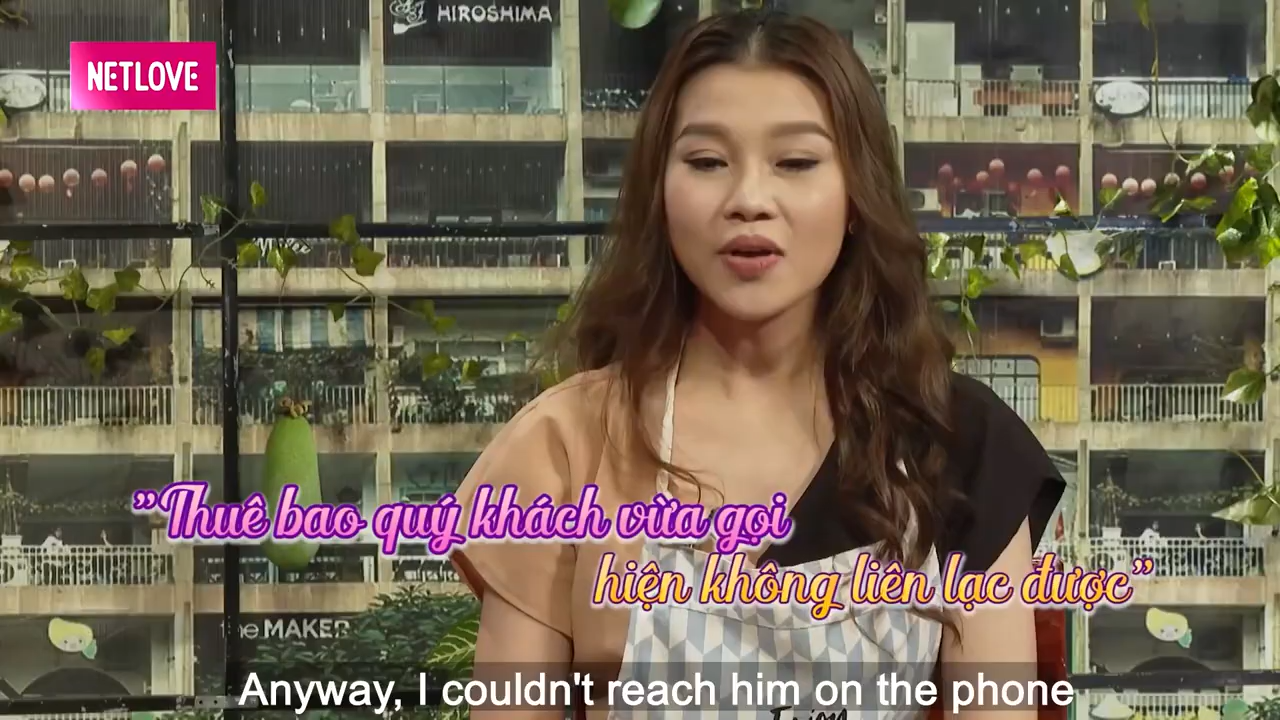 HIROSHIMA
NETLOVE
"Thuê bao quý khách vừa gọi
hiện không liên lạc được"
the MAKER
Anyway, I couldn't reach him on the phone
Enjoy